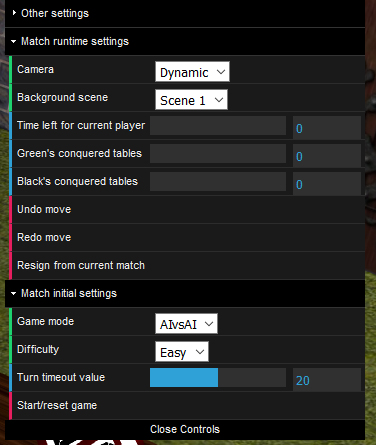 Other settings
Match runtime settings
Camera Dynamic
Background scene Scene 1
Time left for current player 0
Green's conquered tables 0
Black's conquered tables 0
Undo move
Redo move
Resign from current match
Match initial settings
Game mode AIvsAI
Difficulty Easy
Turn timeout value 20
Start/reset game
Close Controls